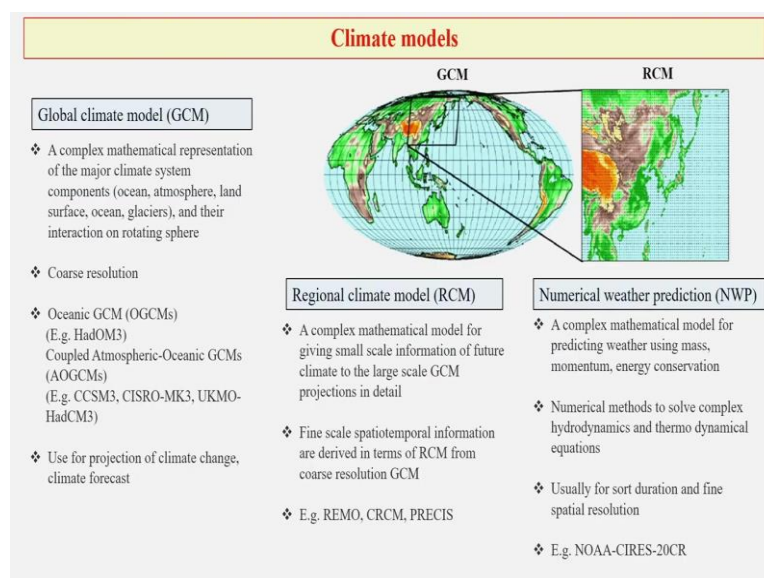 Climate models
GCM
RCM
Global climate model (GCM)
❖ A complex mathematical representation
of the major climate system
components (ocean, atmosphere, land
surface, ocean, glaciers), and their
interaction on rotating sphere
❖ Coarse resolution
❖ Oceanic GCM (OGCMs)
(E.g. HadOM3)
Coupled Atmospheric-Oceanic GCMs
(AOGCMs)
(E.g. CCSM3, CISRO-MK3, UKMO-
HadCM3)
❖ Use for projection of climate change,
climate forecast
Regional climate model (RCM)
❖ A complex mathematical model for
giving small scale information of future
climate to the large scale GCM
projections in detail
❖ Fine scale spatiotemporal information
are derived in terms of RCM from
coarse resolution GCM
❖ E.g. REMO, CRCM, PRECIS
Numerical weather prediction (NWP)
❖ A complex mathematical model for
predicting weather using mass,
momentum, energy conservation
❖ Numerical methods to solve complex
hydrodynamics and thermo dynamical
equations
❖ Usually for sort duration and fine
spatial resolution
❖ E.g. NOAA-CIRES-20CR